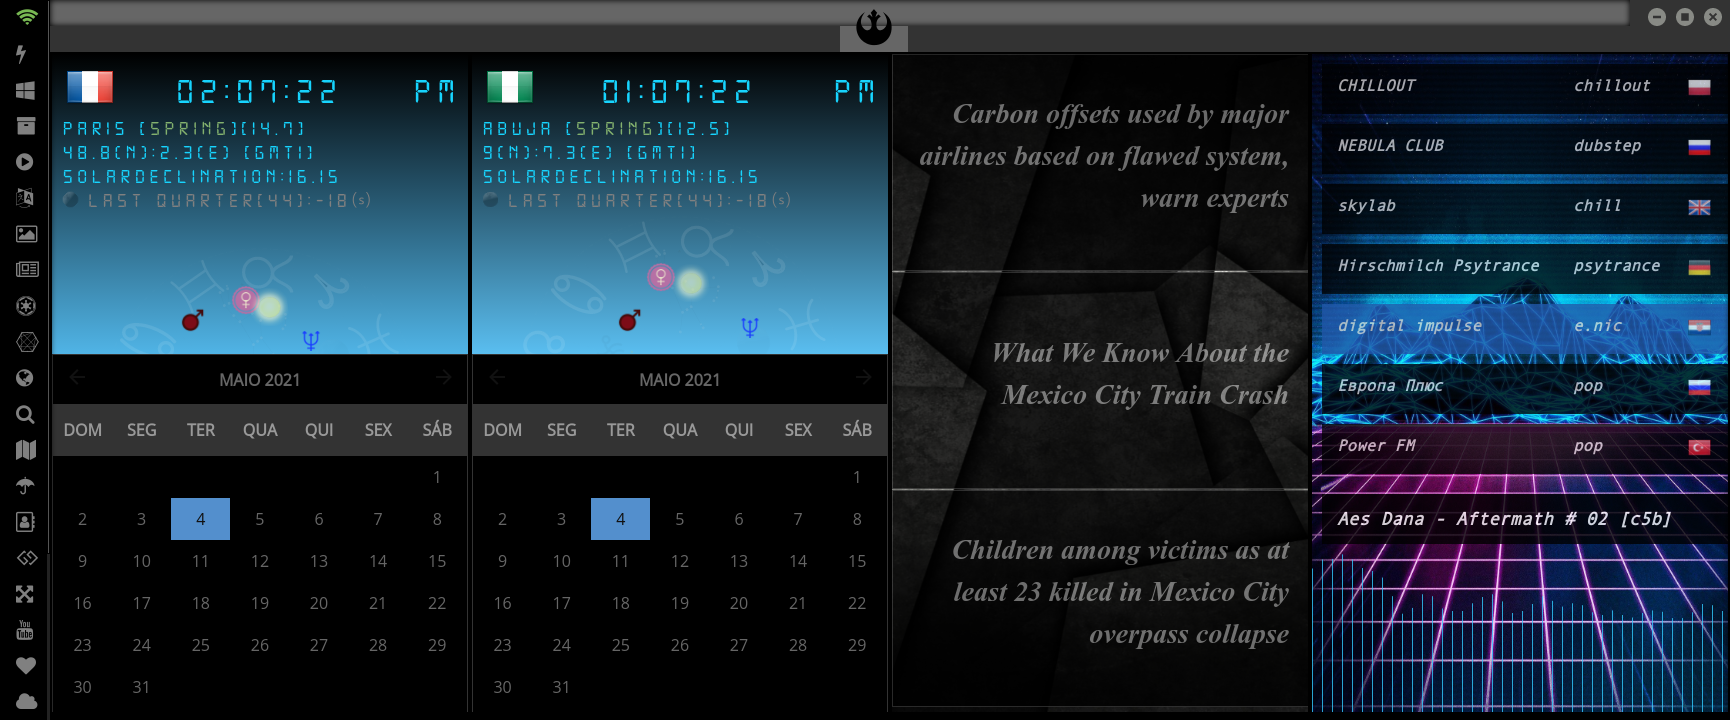 02:07:22 PM
PARIS [SPRING][14.7]
48.8(N):2.3(E) [GMT1]
SOLARDECLINATION:16.15
LAST QUARTER[44]:-18(s)
MAIO 2021
DOM SEG TER QUA QUI SEX SÁB
1
2 3 4 5 6 7 8
9 10 11 12 13 14 15
16 17 18 19 20 21 22
23 24 25 26 27 28 29
30 31
01:07:22 PM
ABUJA [SPRING][12.5]
9(N):7.3(E) [GMT1]
SOLARDECLINATION:16.15
LAST QUARTER[44]:-18(s)
MAIO 2021
DOM SEG TER QUA QUI SEX SÁB
1
2 3 4 5 6 7 8
9 10 11 12 13 14 15
16 17 18 19 20 21 22
23 24 25 26 27 28 29
30 31
Carbon offsets used by major
airlines based on flawed system,
warn experts
What We Know About the
Mexico City Train Crash
Children among victims as at
least 23 killed in Mexico City
overpass collapse
CHILLOUT chillout
NEBULA CLUB dubstep
skylab chill
Hirschmilch Psytrance psytrance
digital impulse e.nic
Европа Плюс pop
Power FM pop
Aes Dana - Aftermath # 02 [c5b]
You
Tube